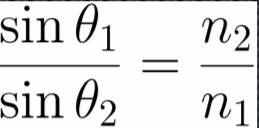 sin θ₁ / sin θ₂ = n₂ / n₁